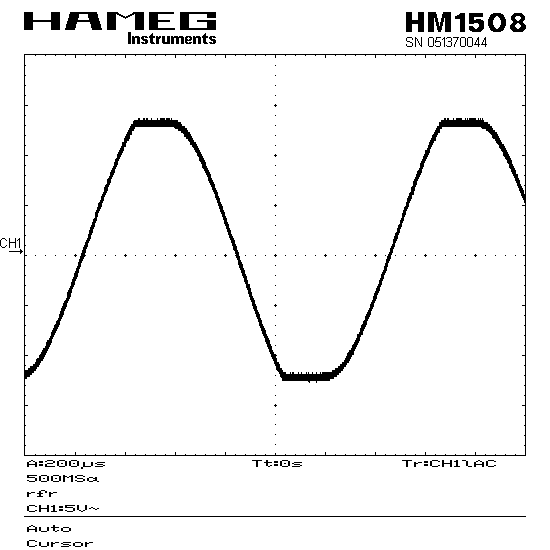 HAMEG
Instruments
HM1508
SN 051370044
CH1
A:200µs Tt:0s Tr:CH1~AC
500MSa
rfr
CH1:5V~
Auto
Cursor